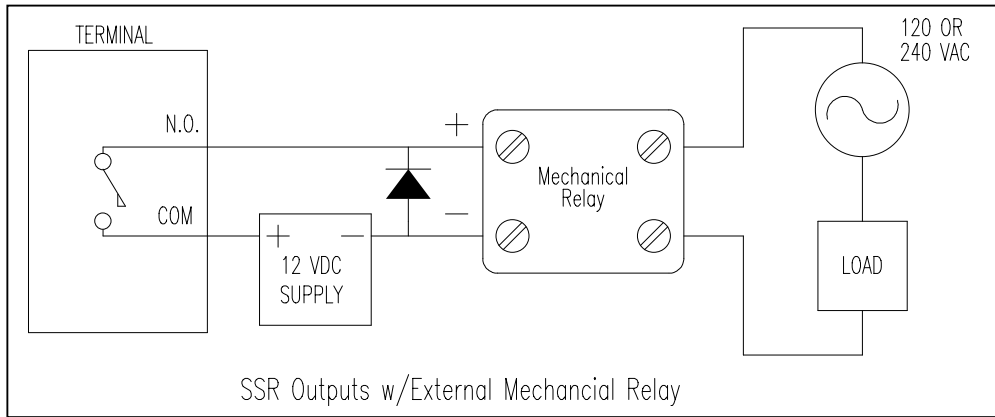 TERMINAL
120 OR
240 VAC
N.O.
+
Mechanical
Relay
COM
−
+ −
12 VDC
SUPPLY
LOAD
SSR Outputs w/External Mechancial Relay